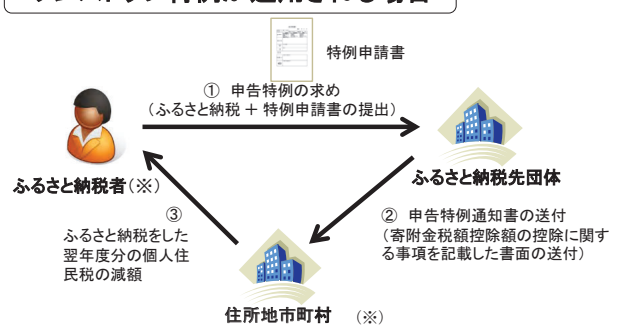 特例申請書
① 申告特例の求め
(ふるさと納税 + 特例申請書の提出)
ふるさと納税者(※)
ふるさと納税先団体
③
ふるさと納税をした
翌年度分の個人住
民税の減額
② 申告特例通知書の送付
(寄附金税額控除額の控除に関す
る事項を記載した書面の送付)
住所地市町村 (※)